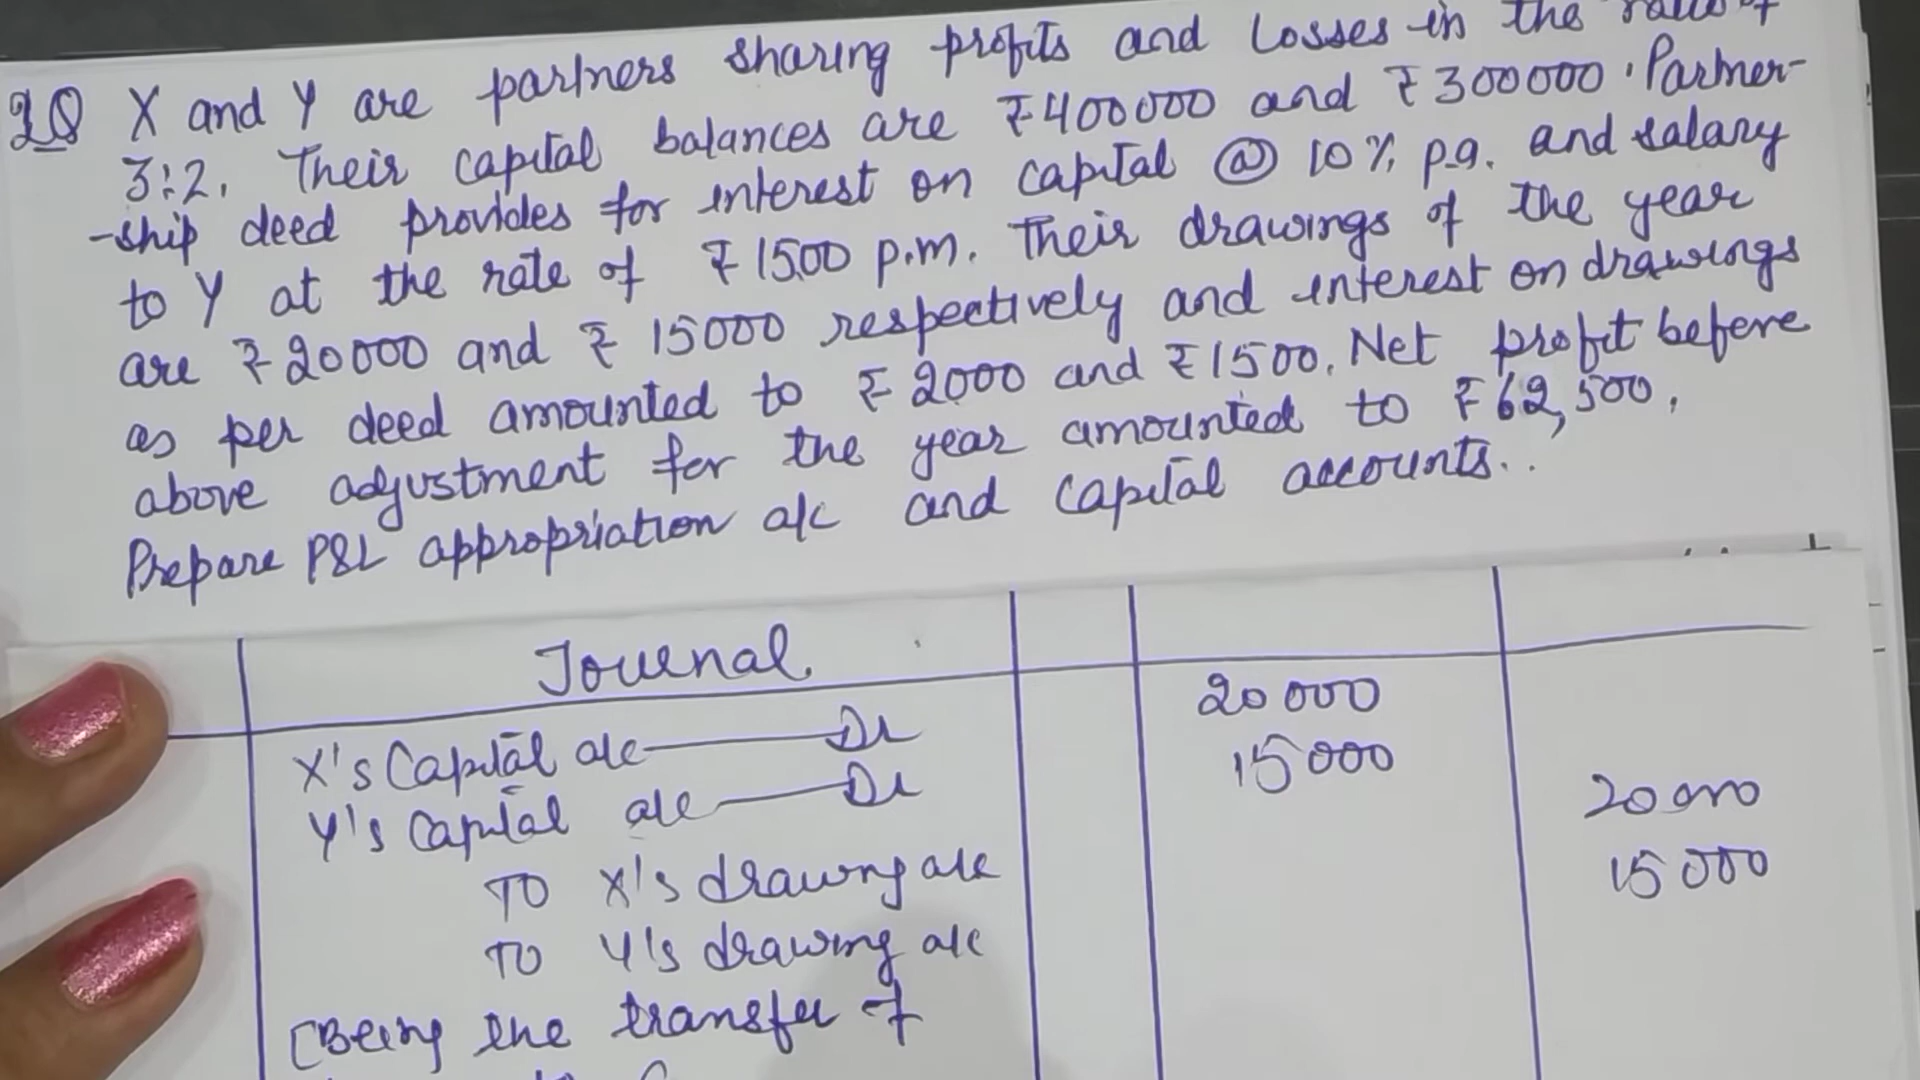 2Q X and Y are partners sharing profits and Losses in the ratio of
3:2. Their capital balances are ₹400000 and ₹300000. Partner-
-ship deed provides for interest on capital @ 10% p.a. and salary
to Y at the rate of ₹1500 p.m. Their drawings of the year
are ₹20000 and ₹15000 respectively and interest on drawings
as per deed amounted to ₹2000 and ₹1500. Net profit before
above adjustment for the year amounted to ₹62,500.
Prepare P&L appropriation a/c and capital accounts..
Journal
X's Capital a/c Dr 20000
Y's Capital a/c Dr 15000
TO X's drawing a/c 20000
TO Y's drawing a/c 15000
[Being the transfer of